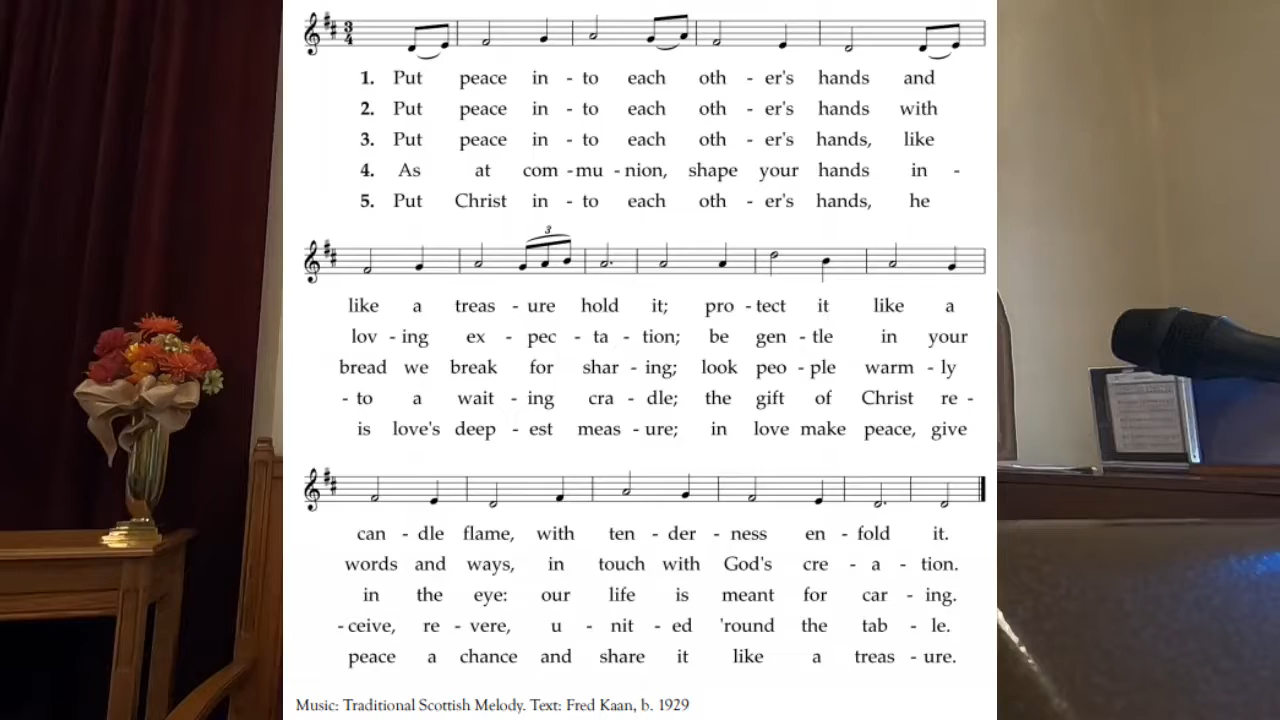 3
4
1. Put peace in - to each oth - er's hands and
2. Put peace in - to each oth - er's hands with
3. Put peace in - to each oth - er's hands, like
4. As at com - mu - nion, shape your hands in -
5. Put Christ in - to each oth - er's hands, he
3
like a treas - ure hold it; pro - tect it like a
lov - ing ex - pec - ta - tion; be gen - tle in your
bread we break for shar - ing; look peo - ple warm - ly
- to a wait - ing cra - dle; the gift of Christ re -
is love's deep - est meas - ure; in love make peace, give
can - dle flame, with ten - der - ness en - fold it.
words and ways, in touch with God's cre - a - tion.
in the eye: our life is meant for car - ing.
- ceive, re - vere, u - nit - ed 'round the tab - le.
peace a chance and share it like a treas - ure.
Music: Traditional Scottish Melody. Text: Fred Kaan, b. 1929